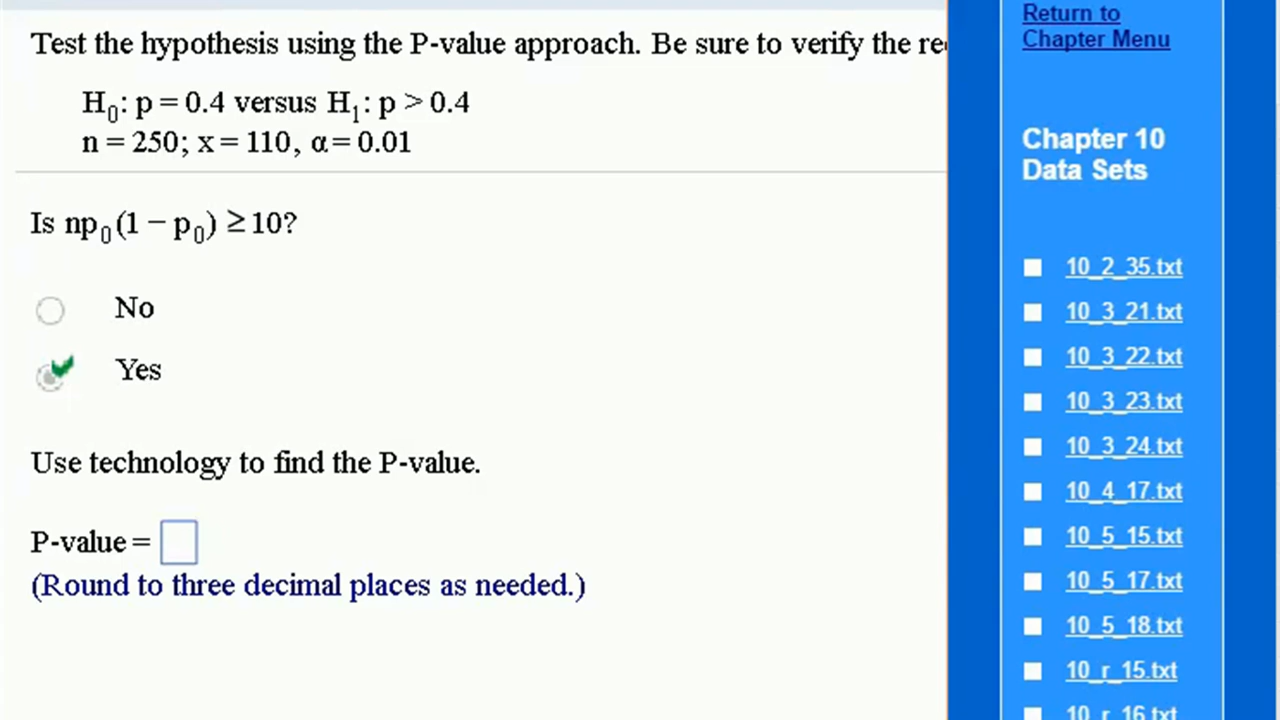 Test the hypothesis using the P-value approach. Be sure to verify the
H₀: p = 0.4 versus H₁: p > 0.4
n = 250; x = 110, α = 0.01
Is np₀(1 − p₀) ≥ 10?
No
Yes
Use technology to find the P-value.
P-value =
(Round to three decimal places as needed.)
Return to
Chapter Menu
Chapter 10
Data Sets
10_2_35.txt
10_3_21.txt
10_3_22.txt
10_3_23.txt
10_3_24.txt
10_4_17.txt
10_5_15.txt
10_5_17.txt
10_5_18.txt
10_r_15.txt
10_r_16.txt